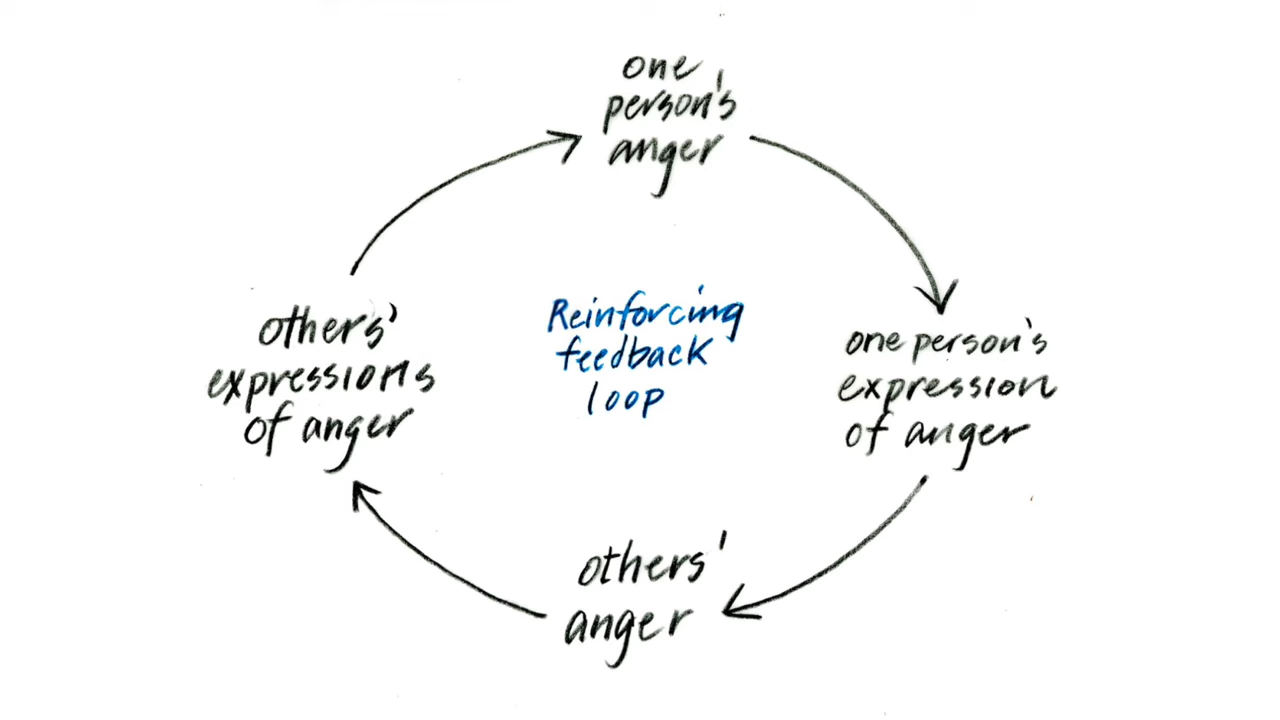 one
person's
anger
one person's
expression
of anger
others'
anger
others'
expressions
of anger
Reinforcing
feedback
loop